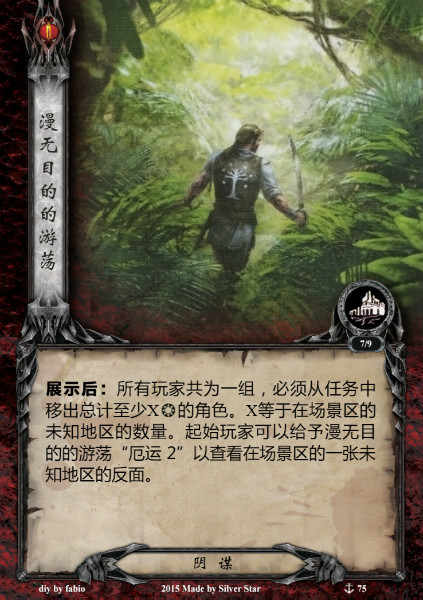 漫无目的的游荡
7/9
展示后：所有玩家共为一组，必须从任务中
移出总计至少X的角色。X等于在场景区的
未知地区的数量。起始玩家可以给予漫无目
的的游荡“厄运 2”以查看在场景区的一张未
知地区的反面。
阴 谋
diy by fabio
2015 Made by Silver Star
75